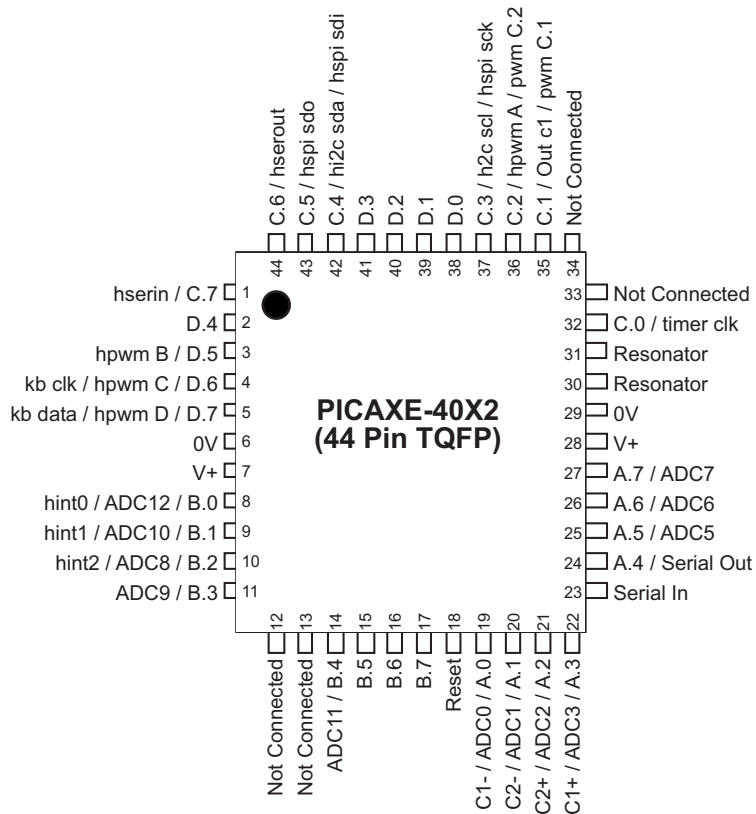 C.6 / hserout
C.5 / hspi sdo
C.4 / hi2c sda / hspi sdi
D.3
D.2
D.1
D.0
C.3 / h2c scl / hspi sck
C.2 / hpwm A / pwm C.2
C.1 / Out c1 / pwm C.1
Not Connected
44
43
42
41
40
39
38
37
36
35
34
hserin / C.7 1
D.4 2
hpwm B / D.5 3
kb clk / hpwm C / D.6 4
kb data / hpwm D / D.7 5
0V 6
V+ 7
hint0 / ADC12 / B.0 8
hint1 / ADC10 / B.1 9
hint2 / ADC8 / B.2 10
ADC9 / B.3 11
PICAXE-40X2
(44 Pin TQFP)
33 Not Connected
32 C.0 / timer clk
31 Resonator
30 Resonator
29 0V
28 V+
27 A.7 / ADC7
26 A.6 / ADC6
25 A.5 / ADC5
24 A.4 / Serial Out
23 Serial In
12
13
14
15
16
17
18
19
20
21
22
Not Connected
Not Connected
ADC11 / B.4
B.5
B.6
B.7
Reset
C1- / ADC0 / A.0
C2- / ADC1 / A.1
C2+ / ADC2 / A.2
C1+ / ADC3 / A.3